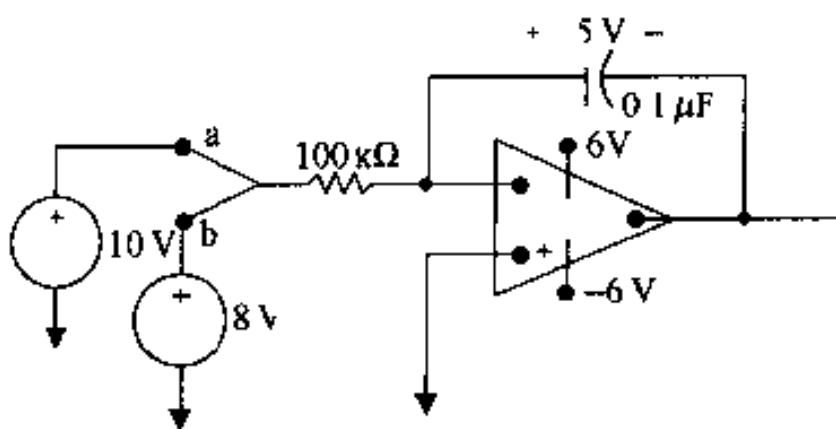 + 5 V –
0 1 µF
a
100 kΩ
6V
+
10 V
b
+
–6 V
+
8 V